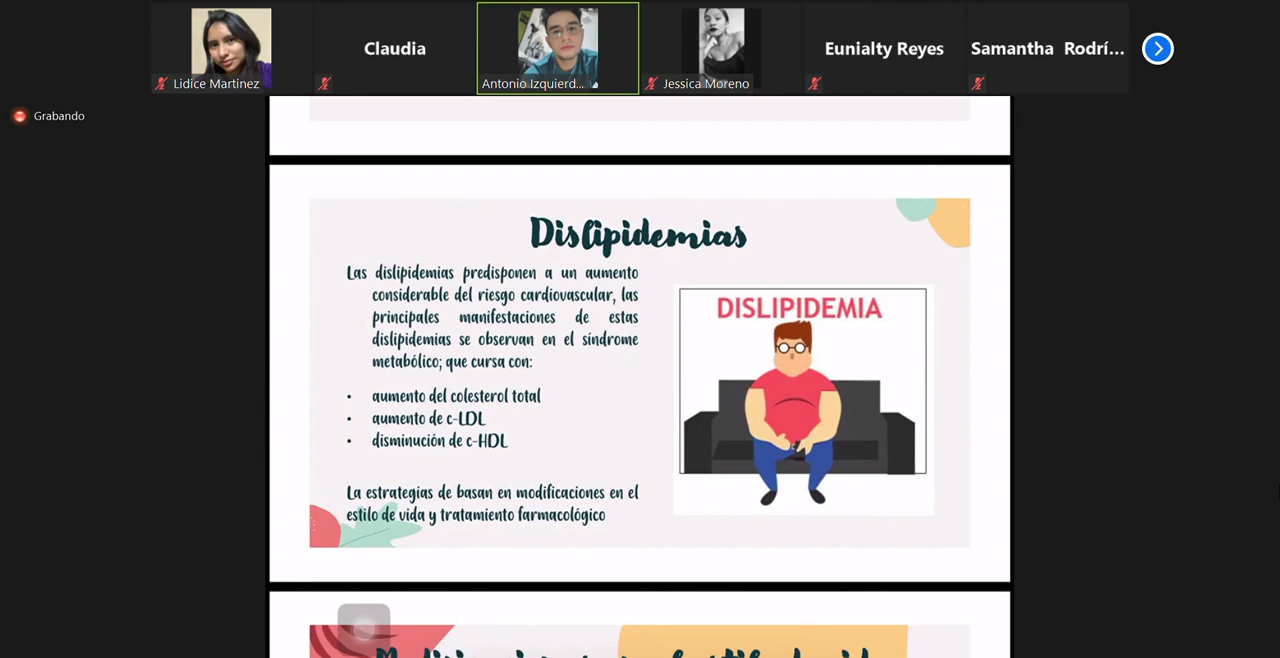 Claudia
Eunialty Reyes
Samantha Rodrí...
Lidice Martinez
Antonio Izquierd...
Jessica Moreno
Grabando
Dislipidemias
Las dislipidemias predisponen a un aumento
considerable del riesgo cardiovascular, las
principales manifestaciones de estas
dislipidemias se observan en el síndrome
metabólico; que cursa con:
• aumento del colesterol total
• aumento de c-LDL
• disminución de c-HDL
La estrategias de basan en modificaciones en el
estilo de vida y tratamiento farmacológico
DISLIPIDEMIA